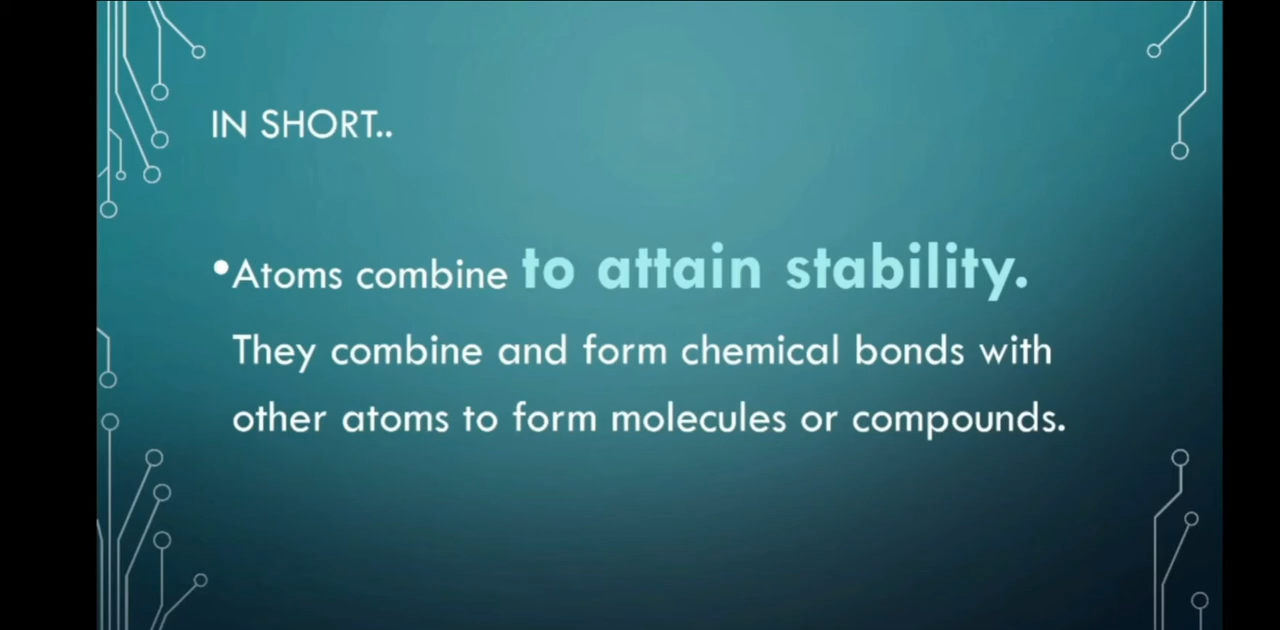 IN SHORT..
•Atoms combine to attain stability.
They combine and form chemical bonds with
other atoms to form molecules or compounds.